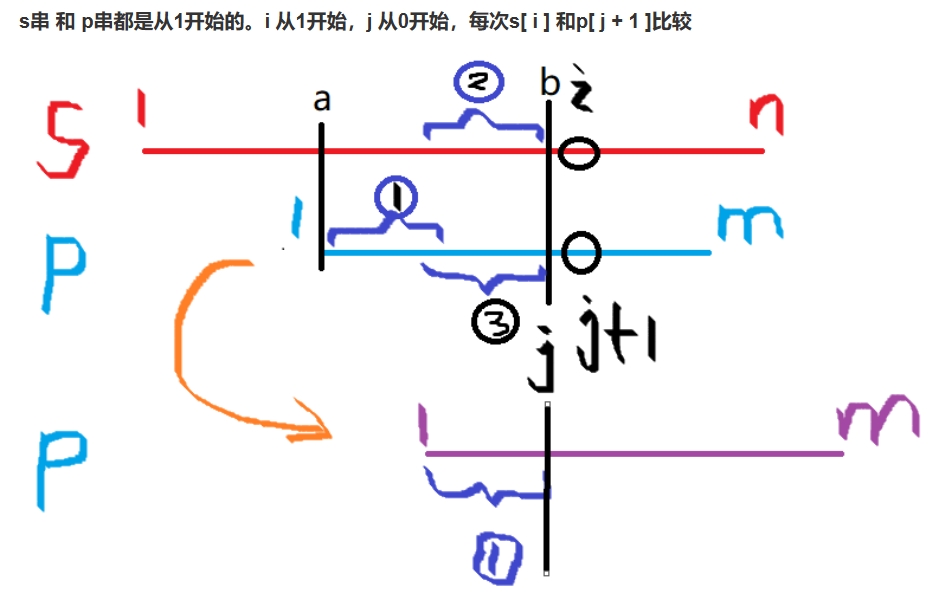 s串 和 p串都是从1开始的。i 从1开始，j 从0开始，每次s[ i ] 和p[ j + 1 ]比较
② b i
S 1 a n
①
1 m
P
③
j j+1
1 m
P
①